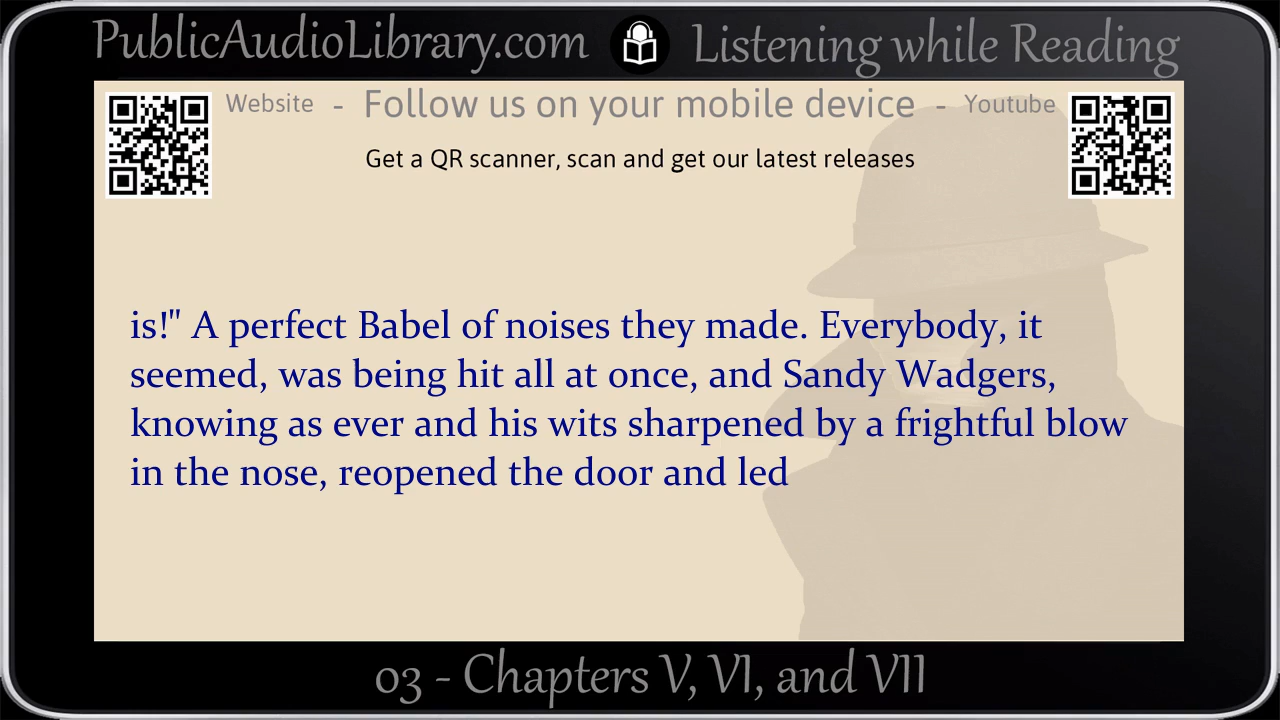 PublicAudioLibrary.com Listening while Reading
Website - Follow us on your mobile device - Youtube
Get a QR scanner, scan and get our latest releases
is!" A perfect Babel of noises they made. Everybody, it
seemed, was being hit all at once, and Sandy Wadgers,
knowing as ever and his wits sharpened by a frightful blow
in the nose, reopened the door and led
03 - Chapters V, VI, and VII